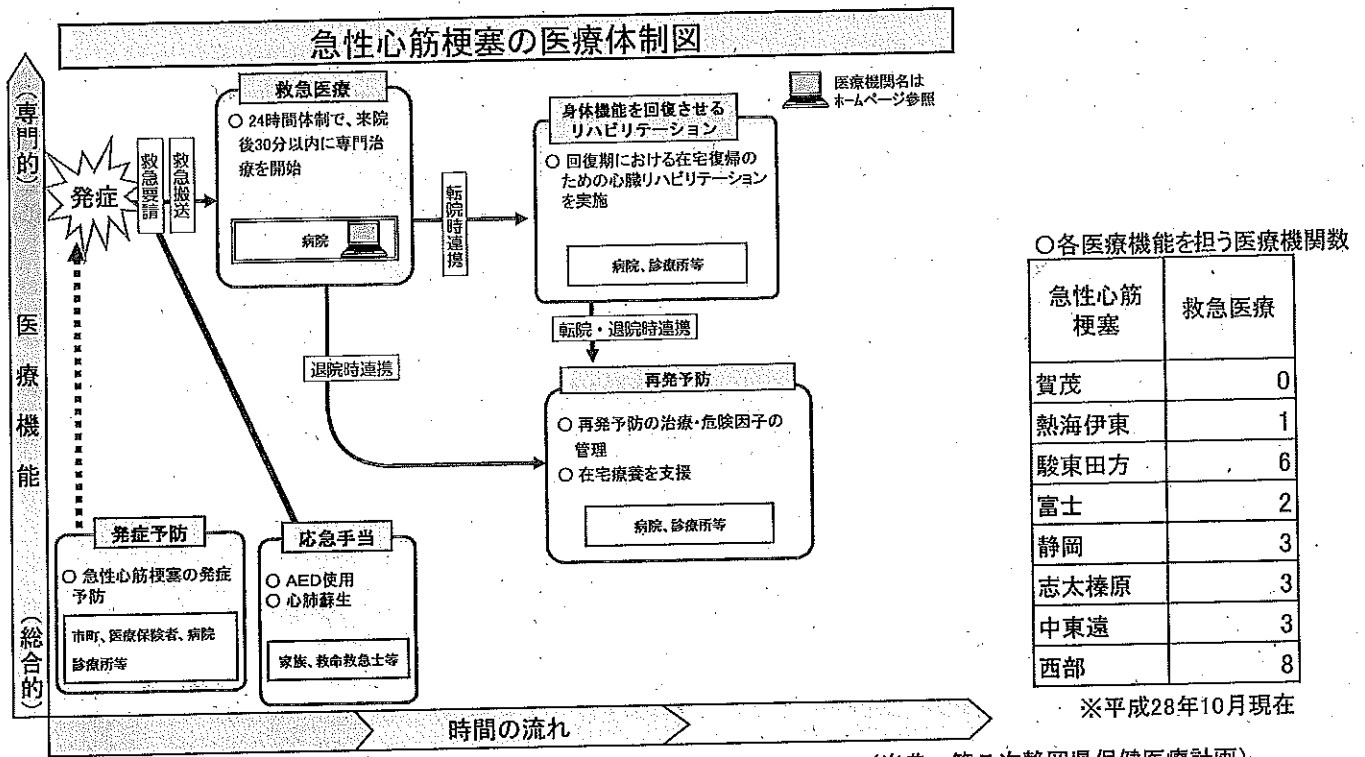 急性心筋梗塞の医療体制図
医療機関名は
ホームページ参照
(専門的)
医療機能
(総合的)
発症
救急要請
救急搬送
救急医療
○ 24時間体制で、来院
後30分以内に専門治
療を開始
病院
転院時連携
身体機能を回復させる
リハビリテーション
○ 回復期における在宅復帰の
ための心臓リハビリテーション
を実施
病院、診療所等
転院・退院時連携
退院時連携
再発予防
○ 再発予防の治療・危険因子の
管理
○ 在宅療養を支援
病院、診療所等
発症予防
○ 急性心筋梗塞の発症
予防
市町、医療保険者、病院
診療所等
応急手当
○ AED使用
○ 心肺蘇生
家族、救命救急士等
時間の流れ
○各医療機能を担う医療機関数
急性心筋
梗塞
救急医療
賀茂 0
熱海伊東 1
駿東田方 6
富士 2
静岡 3
志太榛原 3
中東遠 3
西部 8
※平成28年10月現在